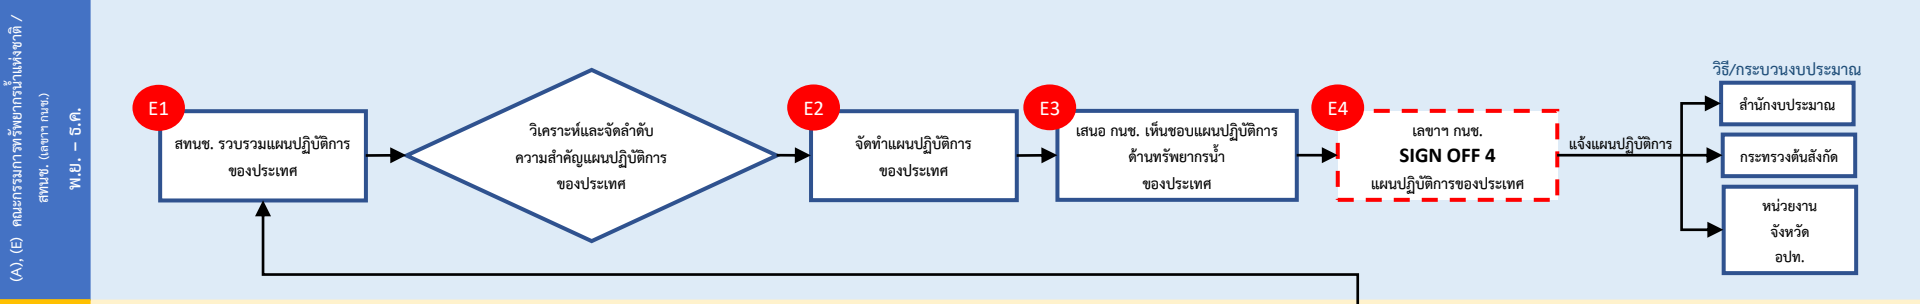 (A), (E) คณะกรรมการทรัพยากรน้ำแห่งชาติ /
สทนช. (เลขาฯ กนช.)
พ.ย. – ธ.ค.
E1
สทนช. รวบรวมแผนปฏิบัติการ
ของประเทศ
วิเคราะห์และจัดลำดับ
ความสำคัญแผนปฏิบัติการ
ของประเทศ
E2
จัดทำแผนปฏิบัติการ
ของประเทศ
E3
เสนอ กนช. เห็นชอบแผนปฏิบัติการ
ด้านทรัพยากรน้ำ
ของประเทศ
E4
เลขาฯ กนช.
SIGN OFF 4
แผนปฏิบัติการของประเทศ
แจ้งแผนปฏิบัติการ
วิธี/กระบวนงบประมาณ
สำนักงบประมาณ
กระทรวงต้นสังกัด
หน่วยงาน
จังหวัด
อปท.